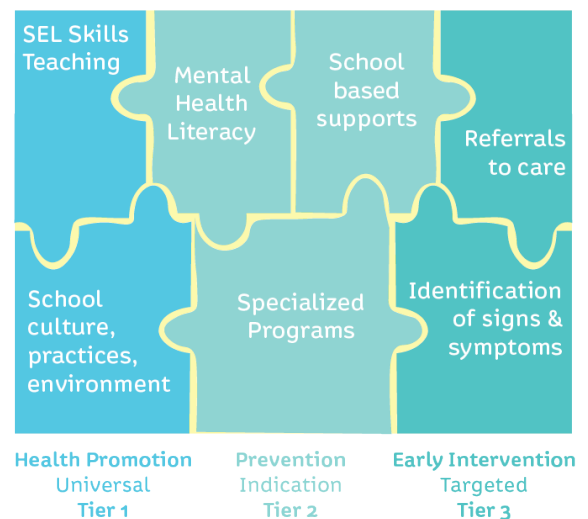 SEL Skills
Teaching
Mental
Health
Literacy
School
based
supports
Referrals
to care
School
culture,
practices,
environment
Specialized
Programs
Identification
of signs &
symptoms
Health Promotion
Universal
Tier 1
Prevention
Indication
Tier 2
Early Intervention
Targeted
Tier 3